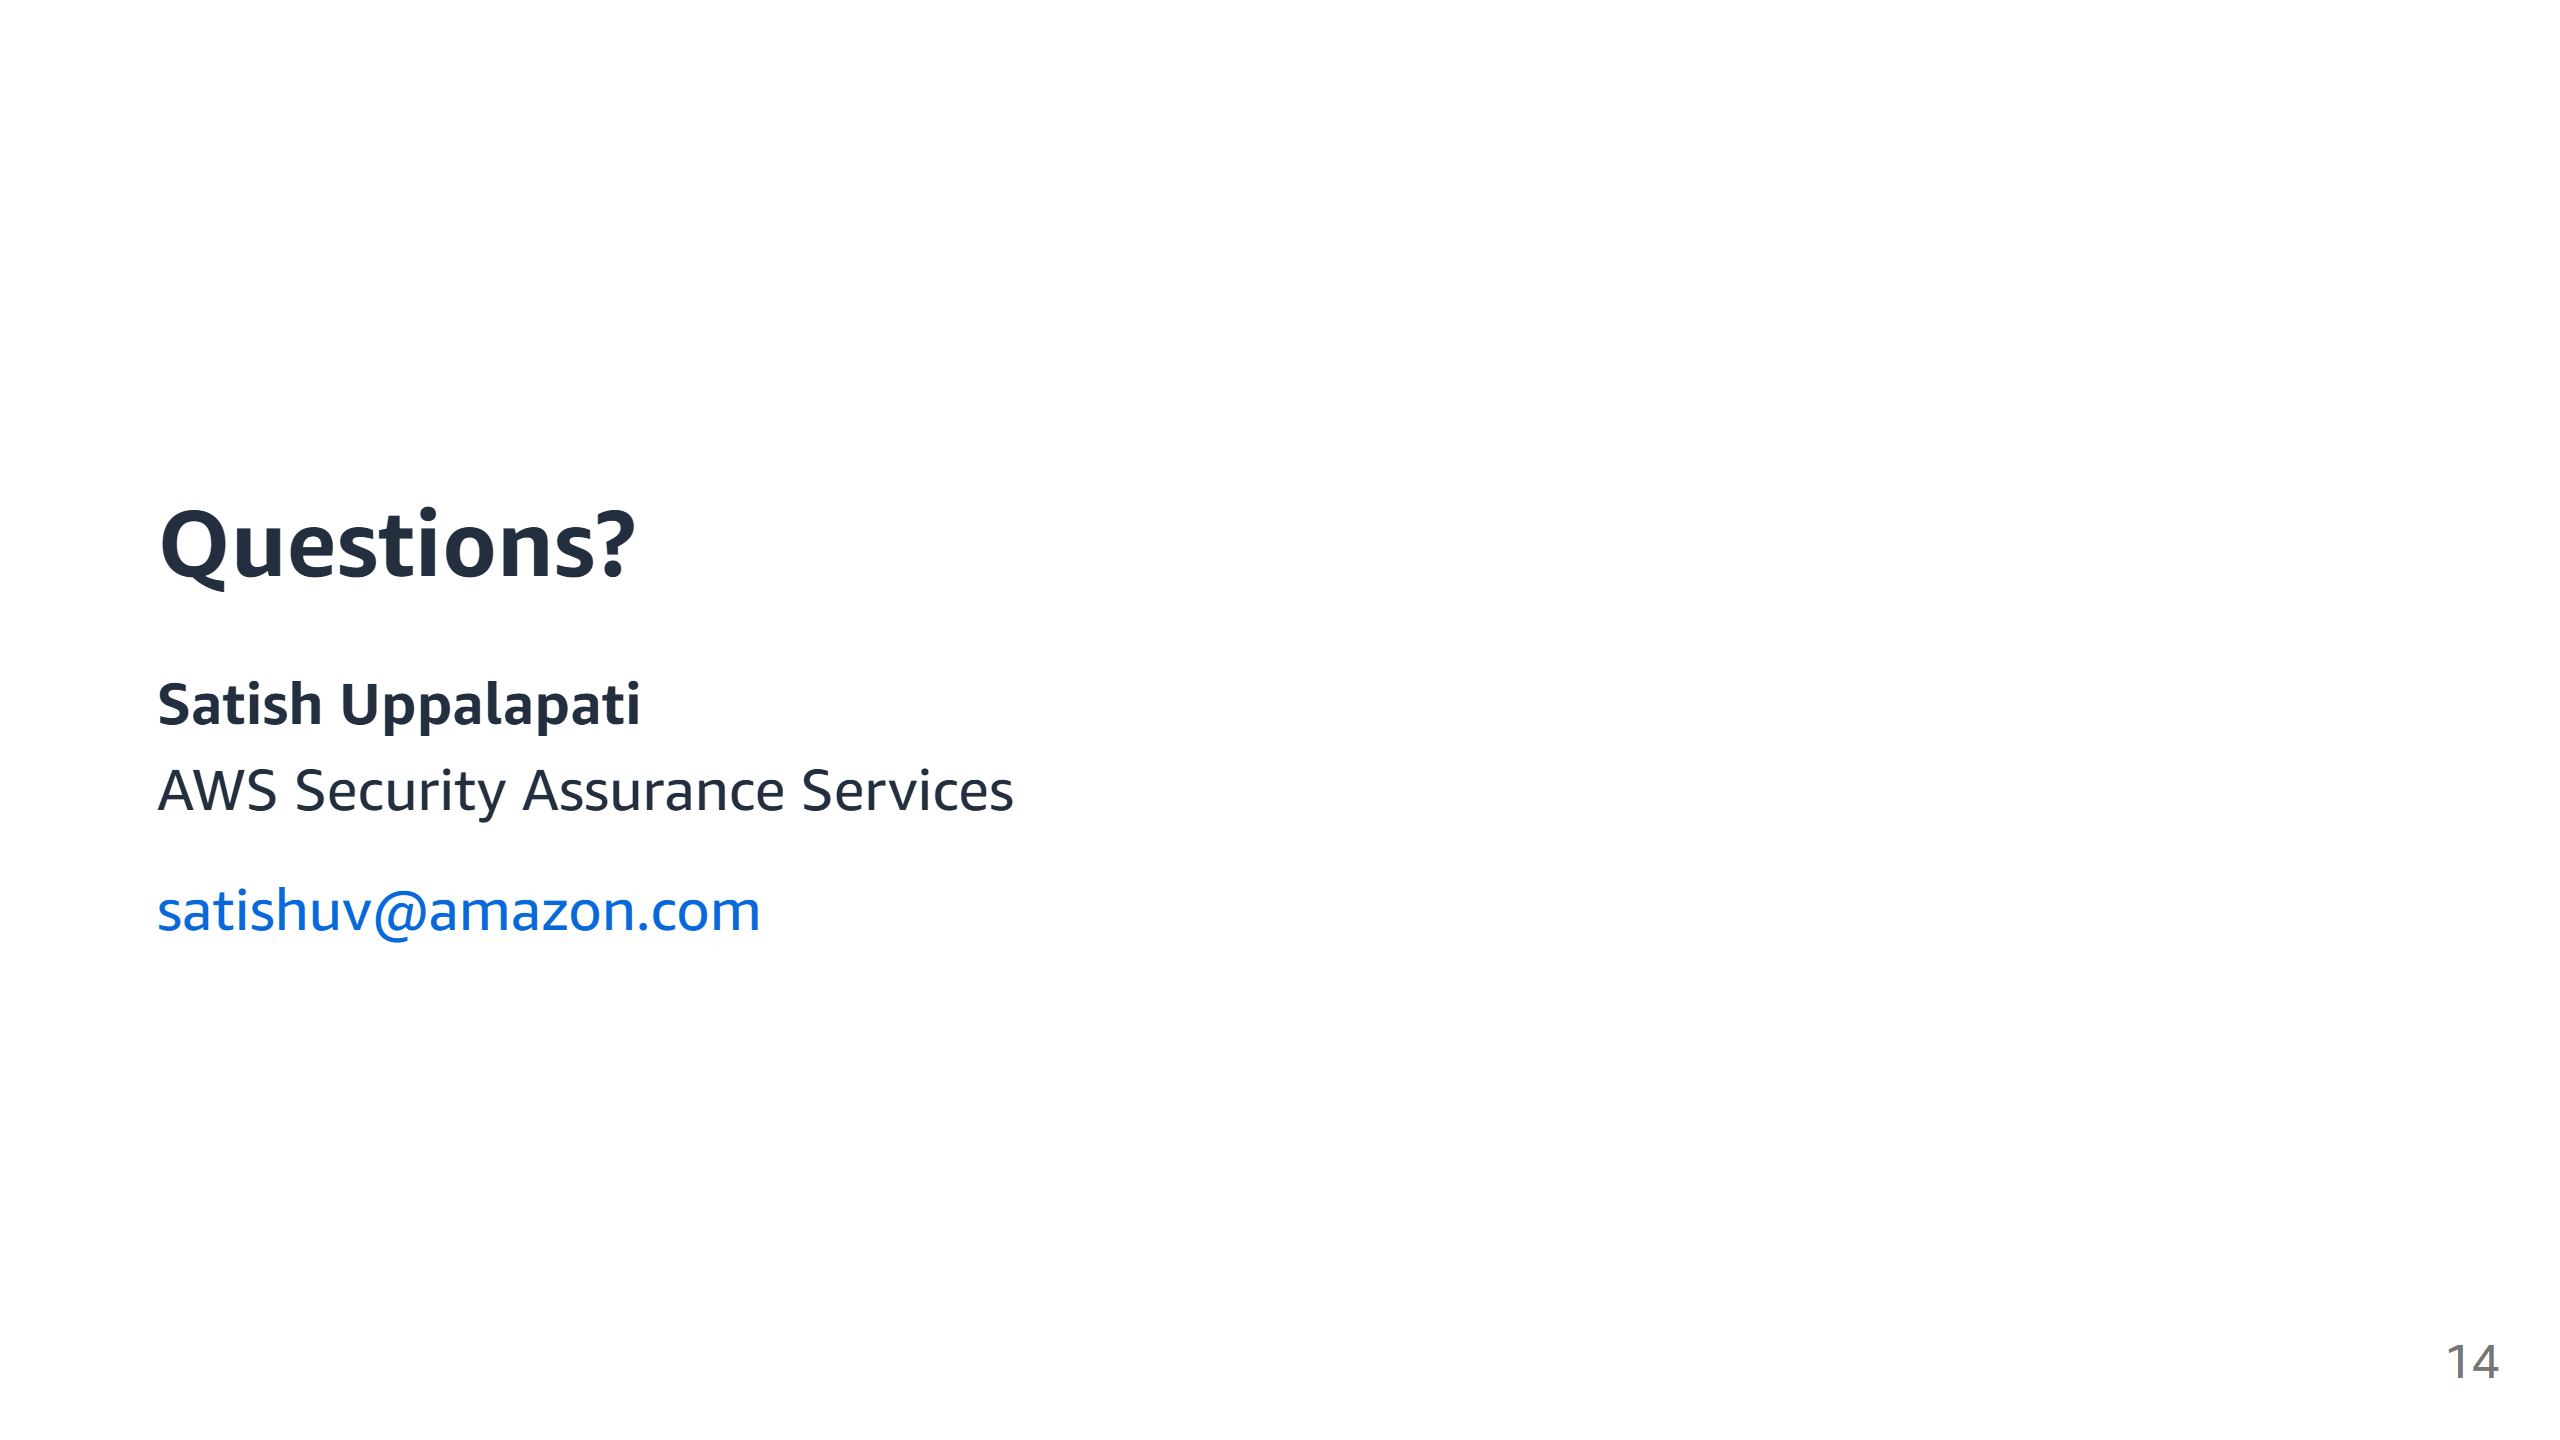 Questions?
Satish Uppalapati
AWS Security Assurance Services
satishuv@amazon.com
14